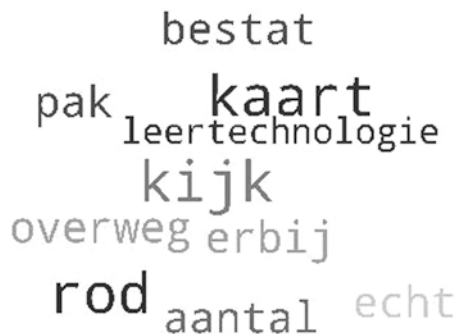 bestat
pak kaart
leertechnologie
kijk
overweg erbij
rod aantal echt